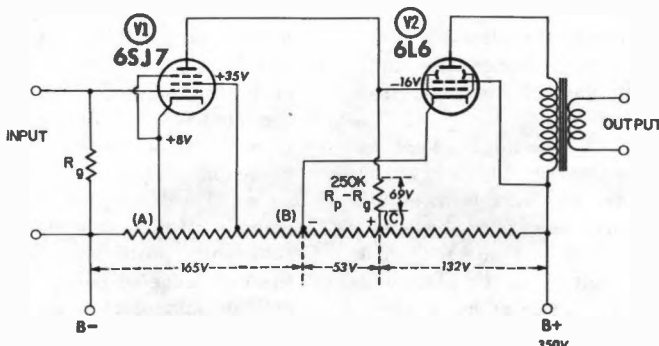 V1
6SJ7
V2
6L6
+35V
-16V
INPUT
OUTPUT
+8V
Rg
250K
Rp-Rg
69V
(A)
(B)
-
+
(C)
165V
53V
132V
B-
B+
350V